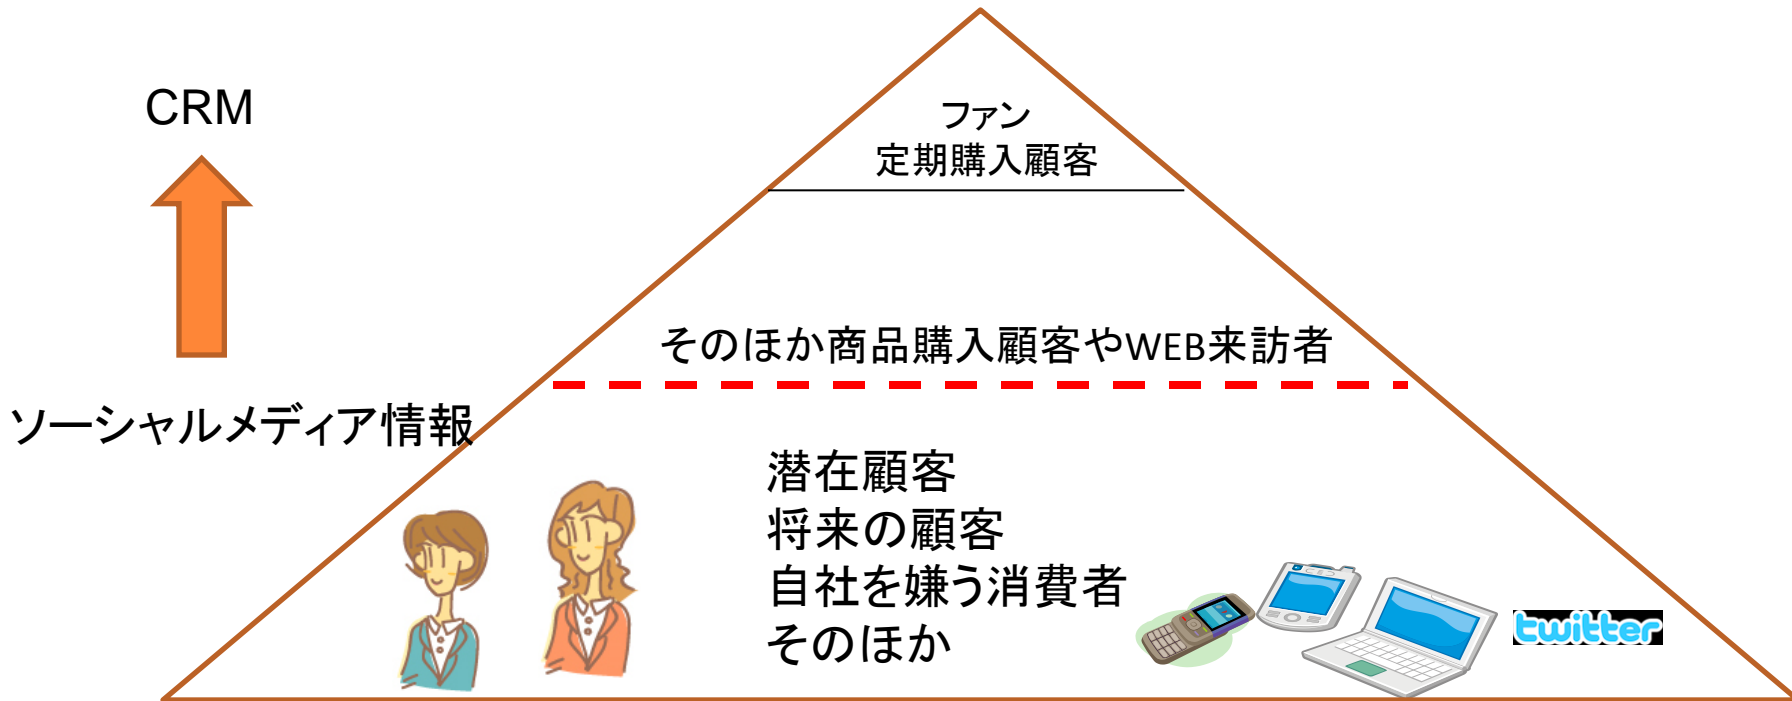 CRM
ファン
定期購入顧客
そのほか商品購入顧客やWEB来訪者
ソーシャルメディア情報
潜在顧客
将来の顧客
自社を嫌う消費者
そのほか
twitter